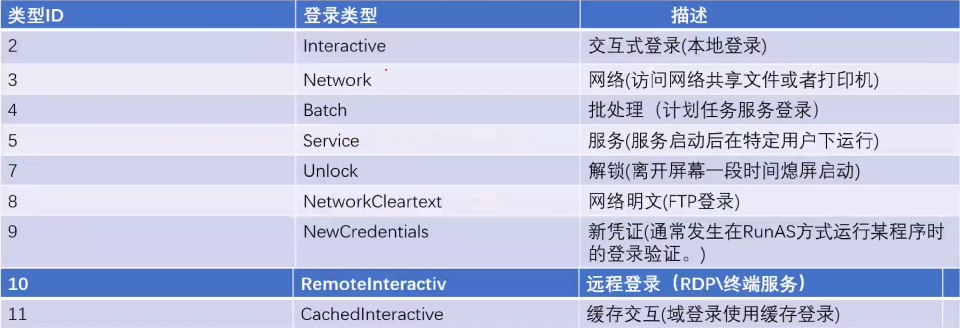 类型ID 登录类型 描述
2 Interactive 交互式登录(本地登录)
3 Network 网络(访问网络共享文件或者打印机)
4 Batch 批处理（计划任务服务登录）
5 Service 服务(服务启动后在特定用户下运行)
7 Unlock 解锁(离开屏幕一段时间熄屏启动)
8 NetworkCleartext 网络明文(FTP登录)
9 NewCredentials 新凭证(通常发生在RunAS方式运行某程序时
的登录验证。)
10 RemoteInteractiv 远程登录（RDP\终端服务）
11 CachedInteractive 缓存交互(域登录使用缓存登录)